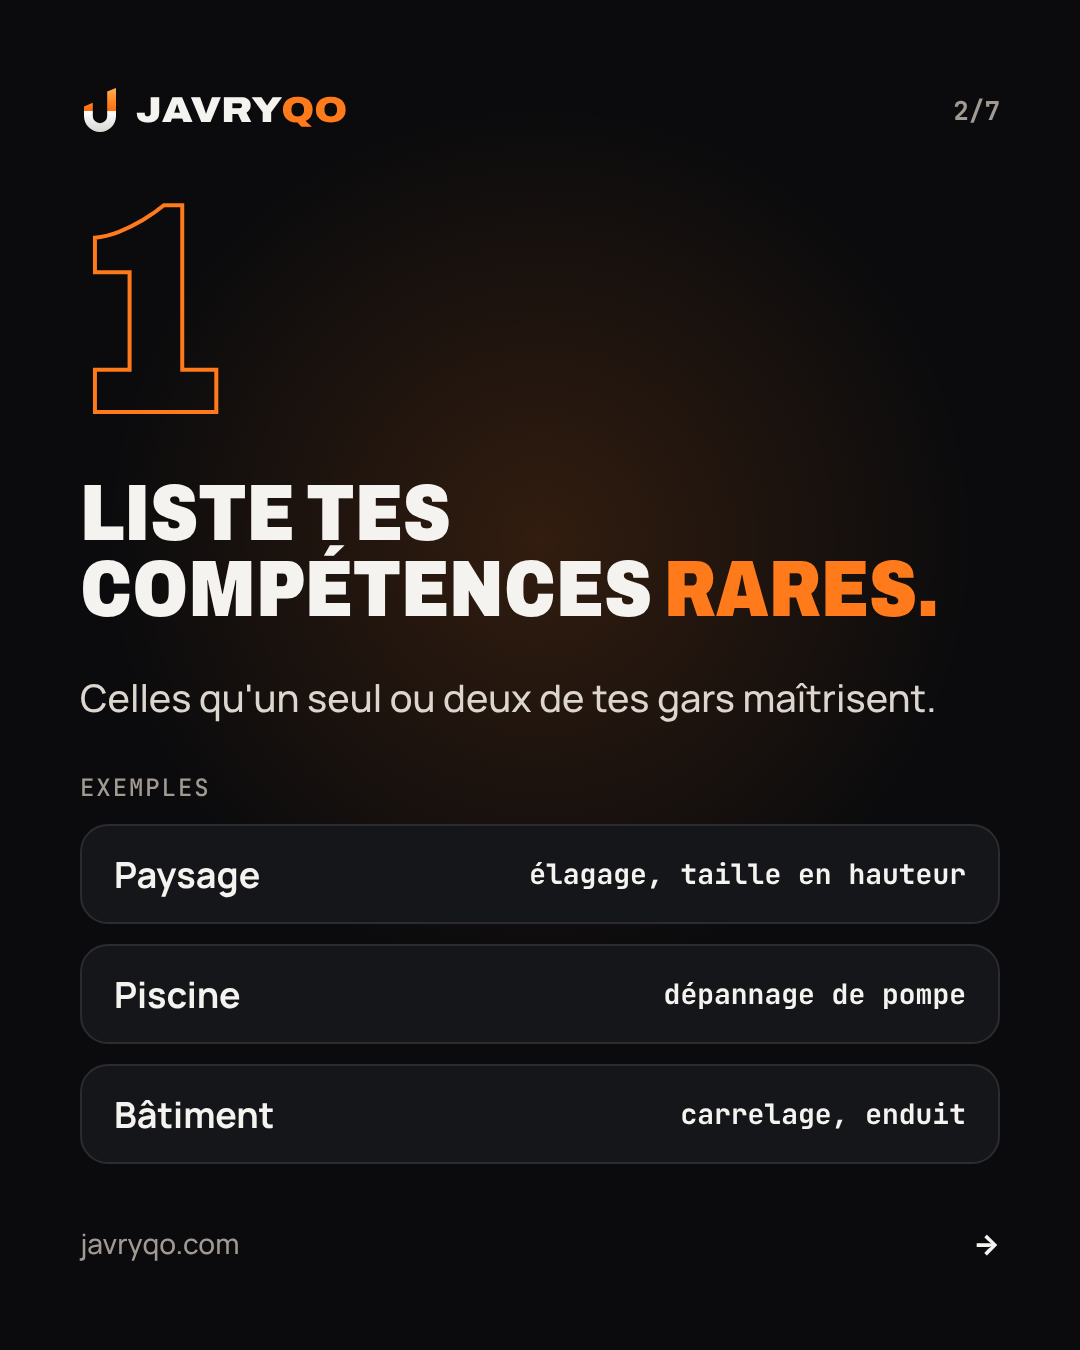 JAVRYQO
2/7
1
LISTE TES
COMPÉTENCES RARES.
Celles qu'un seul ou deux de tes gars maîtrisent.
EXEMPLES
Paysage élagage, taille en hauteur
Piscine dépannage de pompe
Bâtiment carrelage, enduit
javryqo.com →